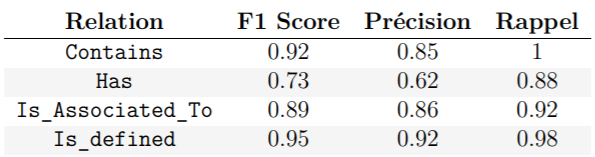 Relation F1 Score Précision Rappel
Contains 0.92 0.85 1
Has 0.73 0.62 0.88
Is_Associated_To 0.89 0.86 0.92
Is_defined 0.95 0.92 0.98